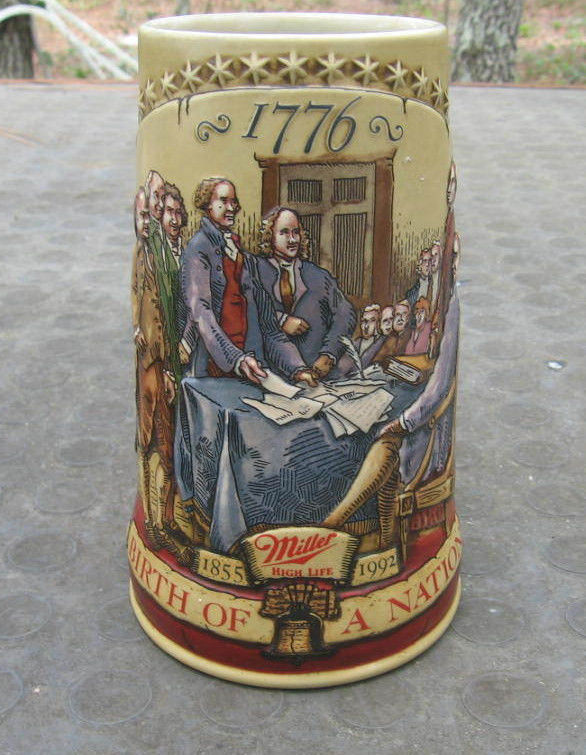 1776
1855 Miller 1992
HIGH LIFE
BIRTH OF A NATION